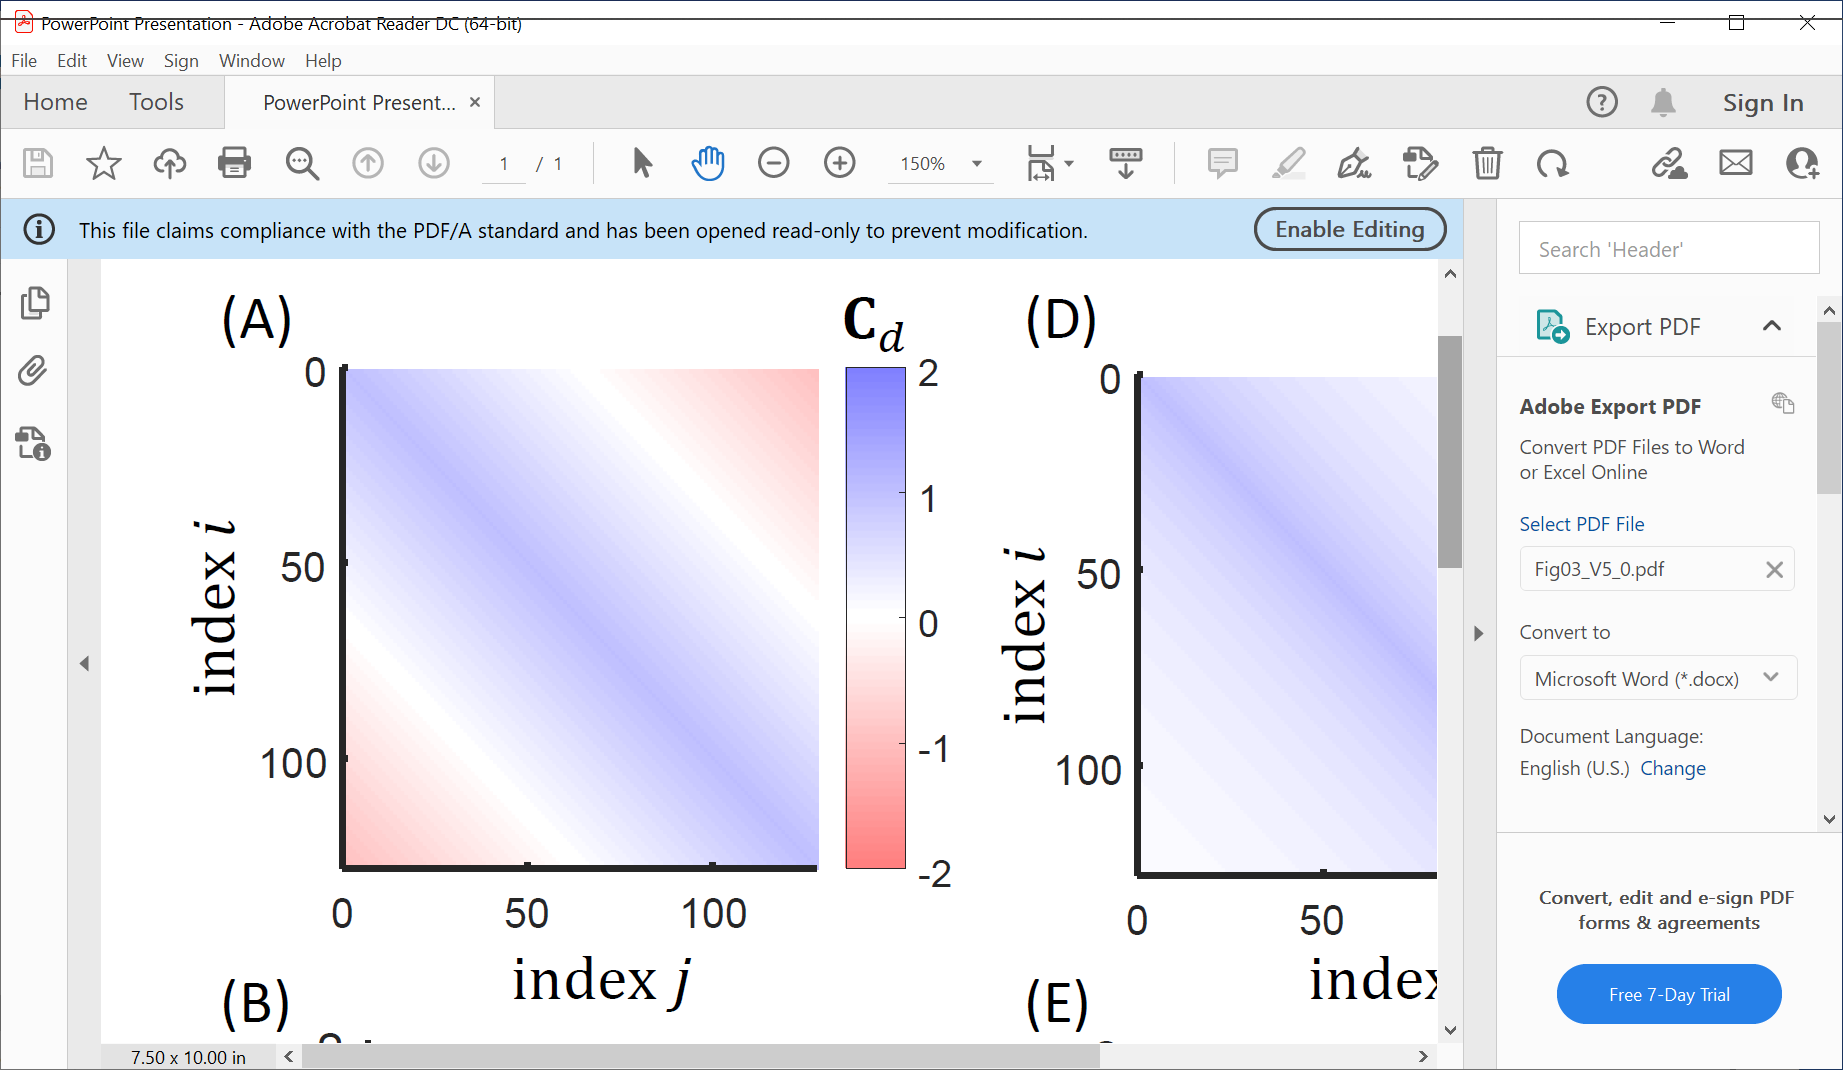 PowerPoint Presentation - Adobe Acrobat Reader DC (64-bit)
File Edit View Sign Window Help
Home Tools PowerPoint Present... × Sign In
1 / 1 150%
This file claims compliance with the PDF/A standard and has been opened read-only to prevent modification. Enable Editing
(A)
C_d
0
50
100
index i
0 50 100
index j
2
1
0
-1
-2
(D)
0
50
100
index i
0 50
index
(B)
(E)
7.50 x 10.00 in
Search 'Header'
Export PDF
Adobe Export PDF
Convert PDF Files to Word
or Excel Online
Select PDF File
Fig03_V5_0.pdf
Convert to
Microsoft Word (*.docx)
Document Language:
English (U.S.) Change
Convert, edit and e-sign PDF
forms & agreements
Free 7-Day Trial